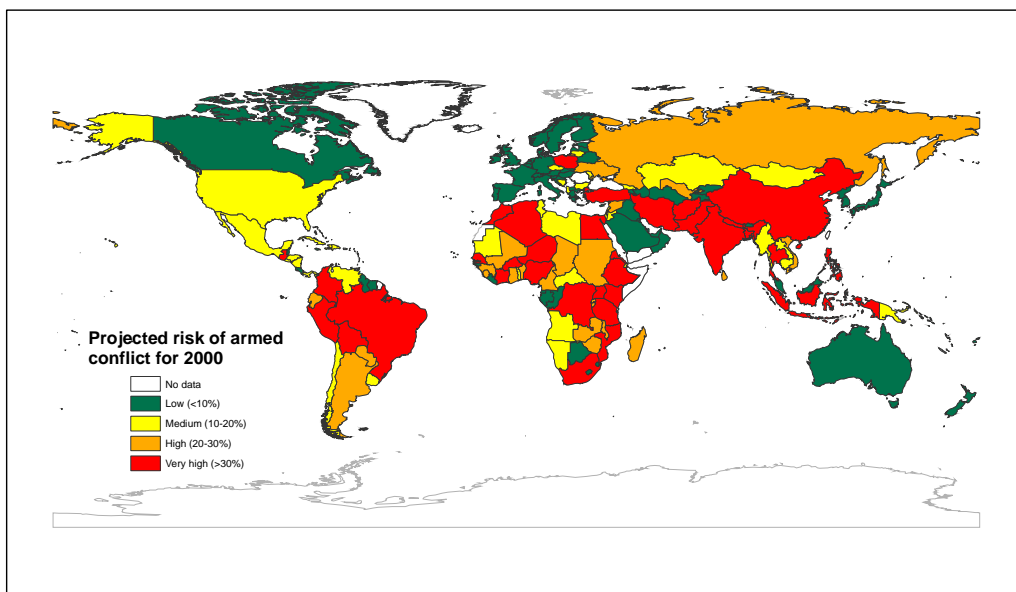 Projected risk of armed
conflict for 2000
No data
Low (<10%)
Medium (10-20%)
High (20-30%)
Very high (>30%)